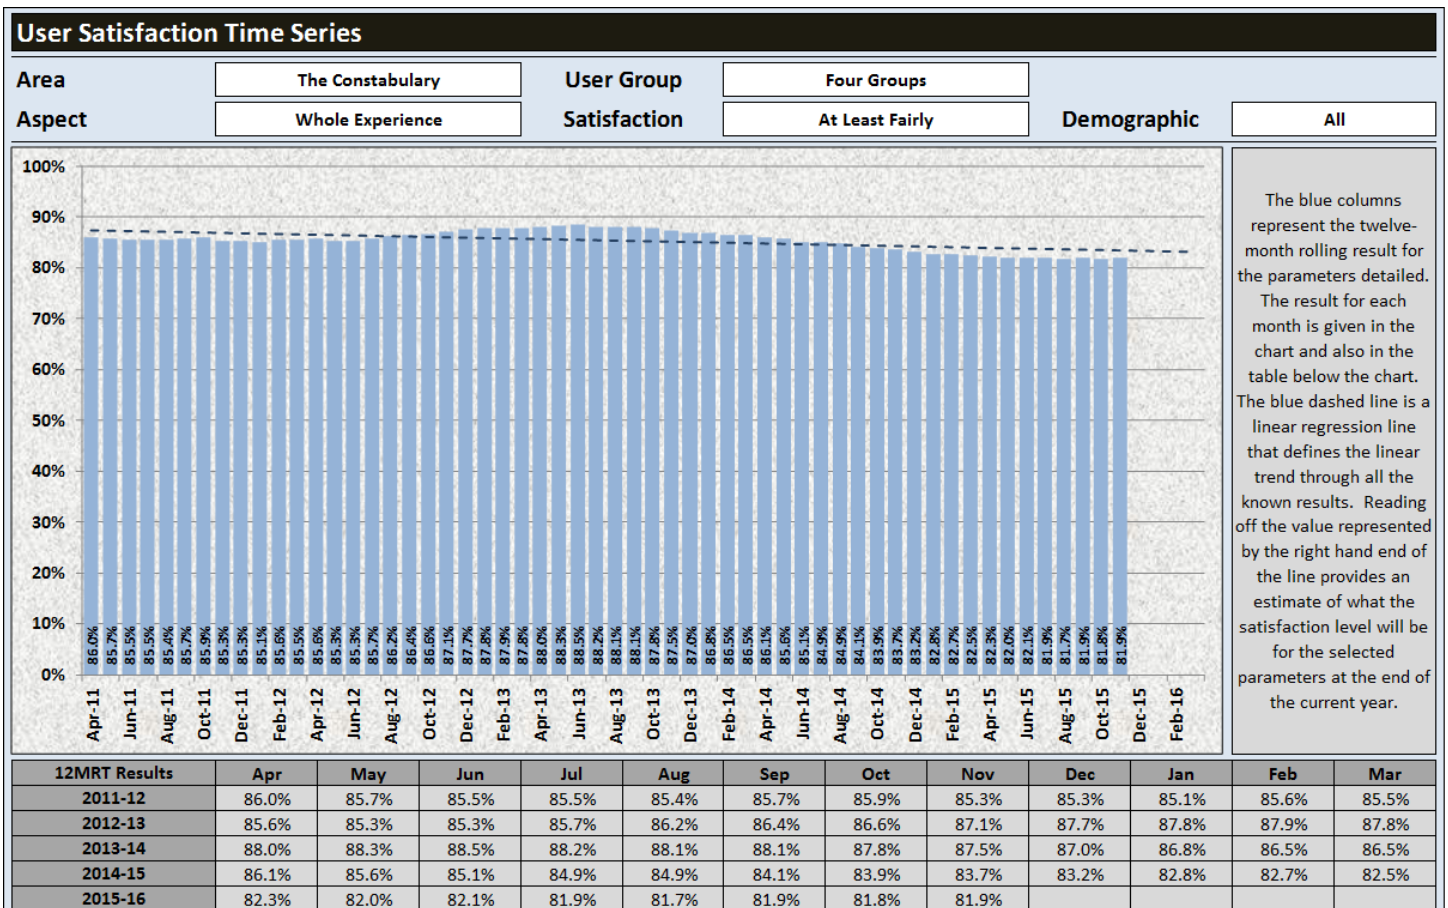 User Satisfaction Time Series
Area The Constabulary User Group Four Groups
Aspect Whole Experience Satisfaction At Least Fairly Demographic All
100%
90%
80%
70%
60%
50%
40%
30%
20%
10%
0%
86.0% 85.7% 85.5% 85.5% 85.4% 85.7% 85.9% 85.3% 85.3% 85.1% 85.6% 85.5% 85.6% 85.3% 85.3% 85.7% 86.2% 86.4% 86.6% 87.1% 87.7% 87.8% 87.9% 87.8% 88.0% 88.3% 88.5% 88.2% 88.1% 88.1% 87.8% 87.5% 87.0% 86.8% 86.5% 86.5% 86.1% 85.6% 85.1% 84.9% 84.9% 84.1% 83.9% 83.7% 83.2% 82.8% 82.7% 82.5% 82.3% 82.0% 82.1% 81.9% 81.7% 81.9% 81.8% 81.9%
Apr-11 Jun-11 Aug-11 Oct-11 Dec-11 Feb-12 Apr-12 Jun-12 Aug-12 Oct-12 Dec-12 Feb-13 Apr-13 Jun-13 Aug-13 Oct-13 Dec-13 Feb-14 Apr-14 Jun-14 Aug-14 Oct-14 Dec-14 Feb-15 Apr-15 Jun-15 Aug-15 Oct-15 Dec-15 Feb-16
The blue columns
represent the twelve-
month rolling result for
the parameters detailed.
The result for each
month is given in the
chart and also in the
table below the chart.
The blue dashed line is a
linear regression line
that defines the linear
trend through all the
known results. Reading
off the value represented
by the right hand end of
the line provides an
estimate of what the
satisfaction level will be
for the selected
parameters at the end of
the current year.
12MRT Results Apr May Jun Jul Aug Sep Oct Nov Dec Jan Feb Mar
2011-12 86.0% 85.7% 85.5% 85.5% 85.4% 85.7% 85.9% 85.3% 85.3% 85.1% 85.6% 85.5%
2012-13 85.6% 85.3% 85.3% 85.7% 86.2% 86.4% 86.6% 87.1% 87.7% 87.8% 87.9% 87.8%
2013-14 88.0% 88.3% 88.5% 88.2% 88.1% 88.1% 87.8% 87.5% 87.0% 86.8% 86.5% 86.5%
2014-15 86.1% 85.6% 85.1% 84.9% 84.9% 84.1% 83.9% 83.7% 83.2% 82.8% 82.7% 82.5%
2015-16 82.3% 82.0% 82.1% 81.9% 81.7% 81.9% 81.8% 81.9%